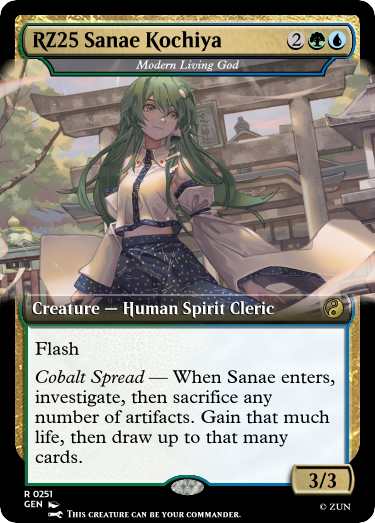 RZ25 Sanae Kochiya 2
Modern Living God
Creature — Human Spirit Cleric
Flash
Cobalt Spread — When Sanae enters,
investigate, then sacrifice any
number of artifacts. Gain that much
life, then draw up to that many
cards.
3/3
R 0251
GEN
THIS CREATURE CAN BE YOUR COMMANDER.
© ZUN